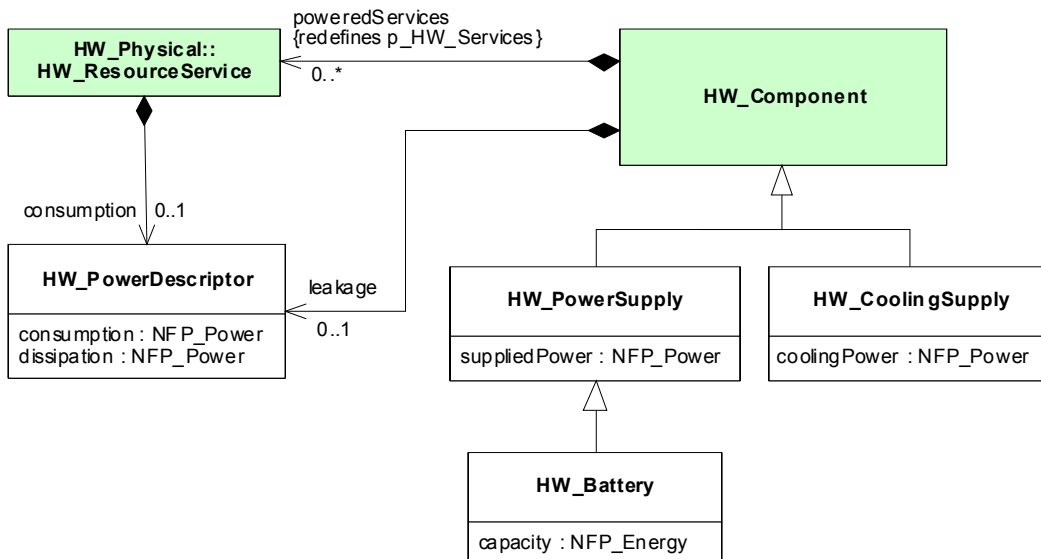 poweredServices
{redefines p_HW_Services}
0..*
HW_Physical::
HW_ResourceService
HW_Component
consumption
0..1
HW_PowerDescriptor
consumption : NFP_Power
dissipation : NFP_Power
leakage
0..1
HW_PowerSupply
suppliedPower : NFP_Power
HW_CoolingSupply
coolingPower : NFP_Power
HW_Battery
capacity : NFP_Energy